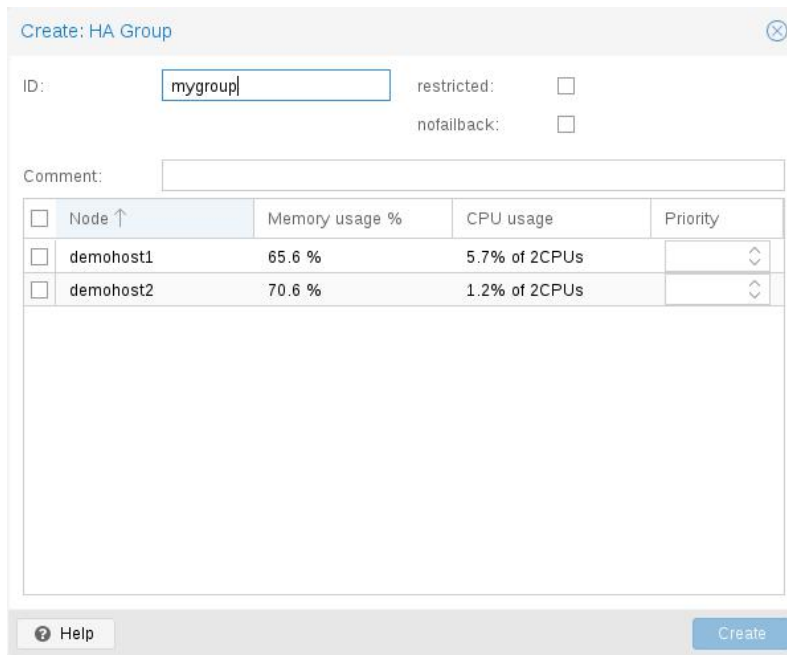 Create: HA Group
ID: mygroup restricted:
nofailback:
Comment:
Node ↑ Memory usage % CPU usage Priority
demohost1 65.6 % 5.7% of 2CPUs
demohost2 70.6 % 1.2% of 2CPUs
Help Create